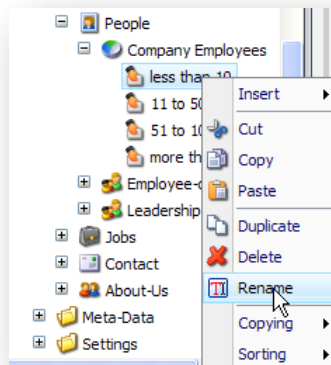 People
Company Employees
less than 10
11 to 50
51 to 10
more th
Employee-
Leadership
Jobs
Contact
About-Us
Meta-Data
Settings
Insert
Cut
Copy
Paste
Duplicate
Delete
Rename
Copying
Sorting